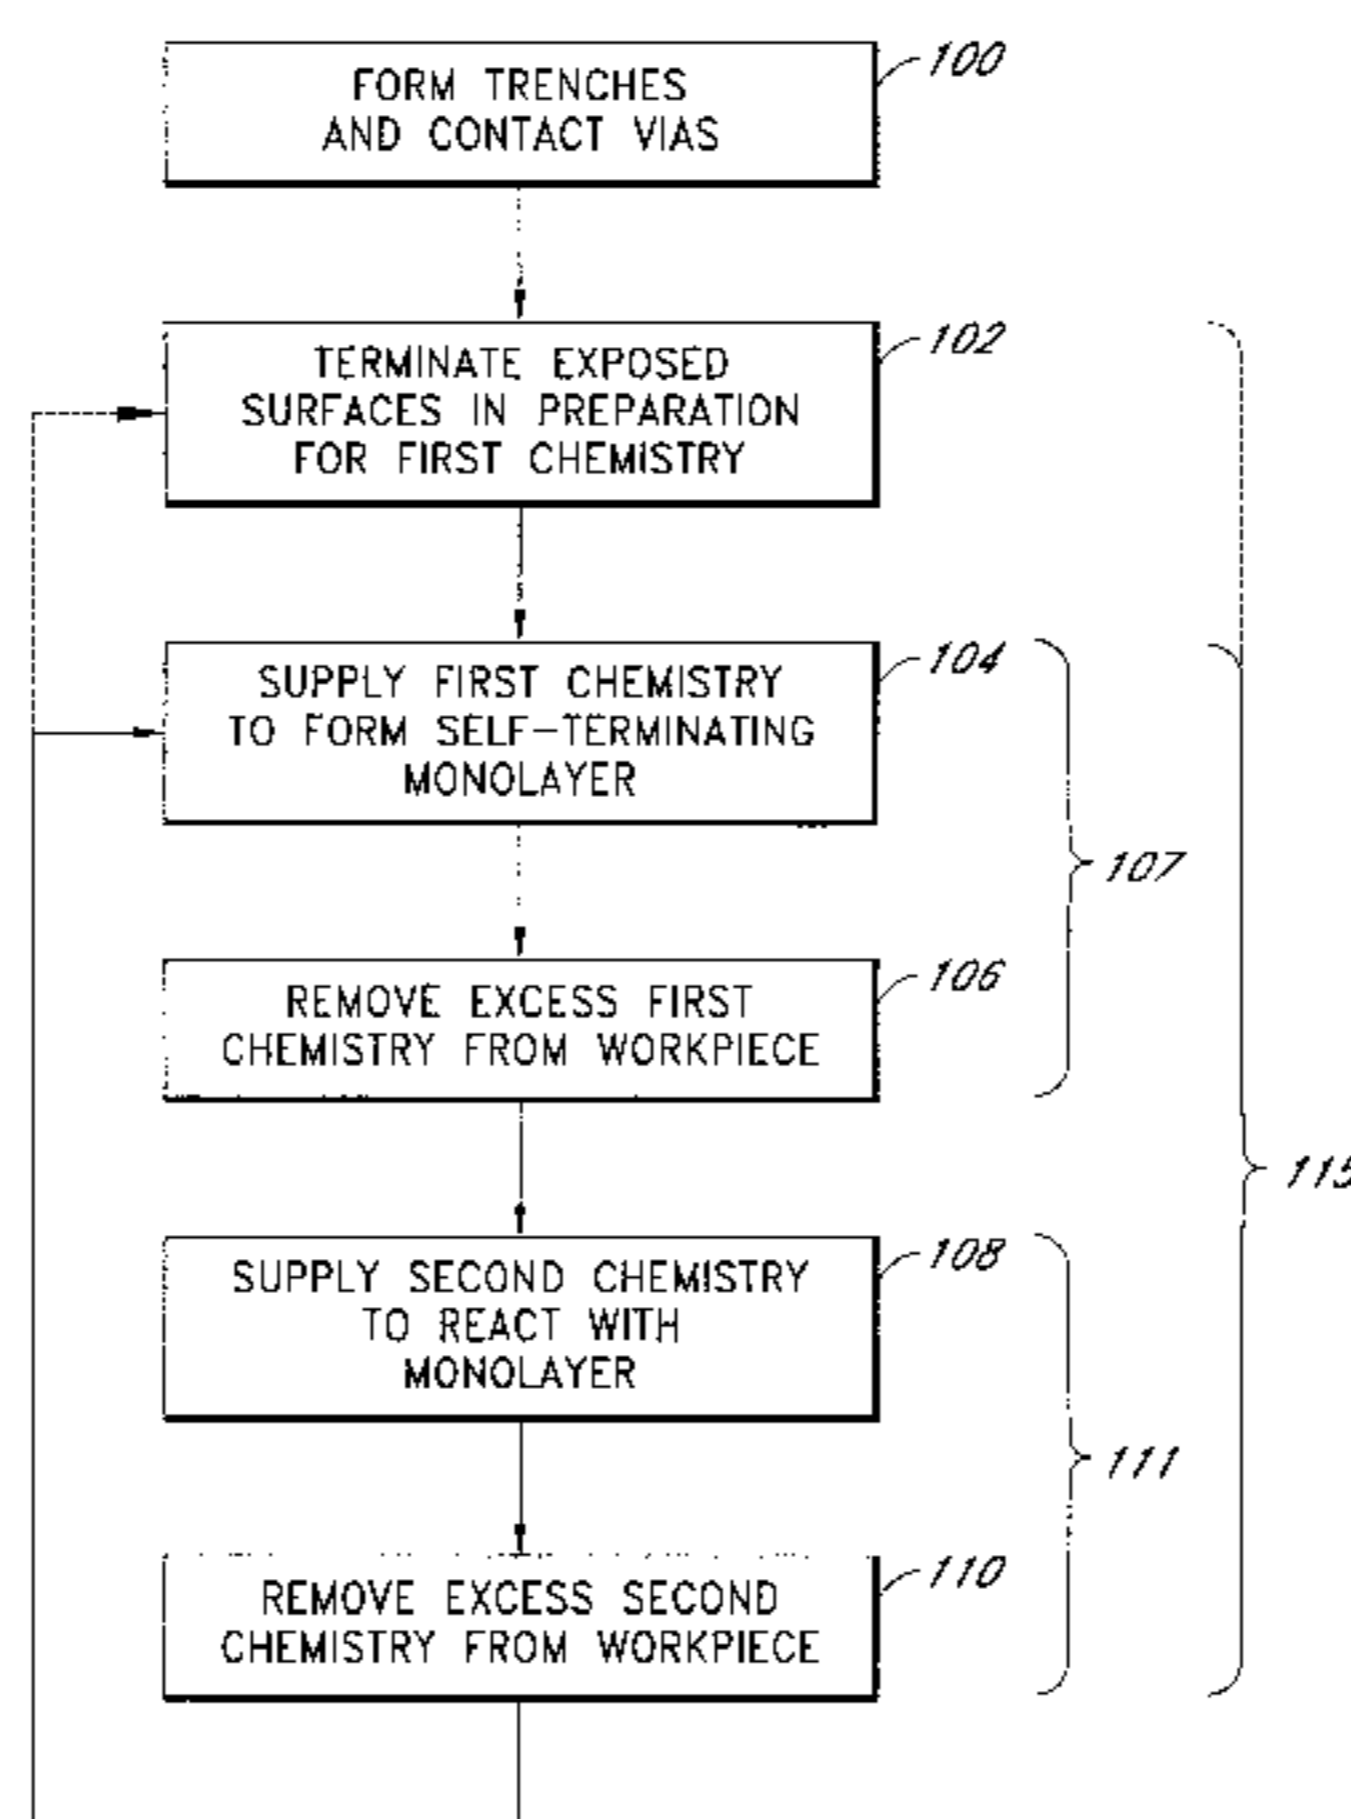 FORM TRENCHES
AND CONTACT VIAS
100
TERMINATE EXPOSED
SURFACES IN PREPARATION
FOR FIRST CHEMISTRY
102
SUPPLY FIRST CHEMISTRY
TO FORM SELF-TERMINATING
MONOLAYER
104
107
REMOVE EXCESS FIRST
CHEMISTRY FROM WORKPIECE
106
115
SUPPLY SECOND CHEMISTRY
TO REACT WITH
MONOLAYER
108
111
REMOVE EXCESS SECOND
CHEMISTRY FROM WORKPIECE
110